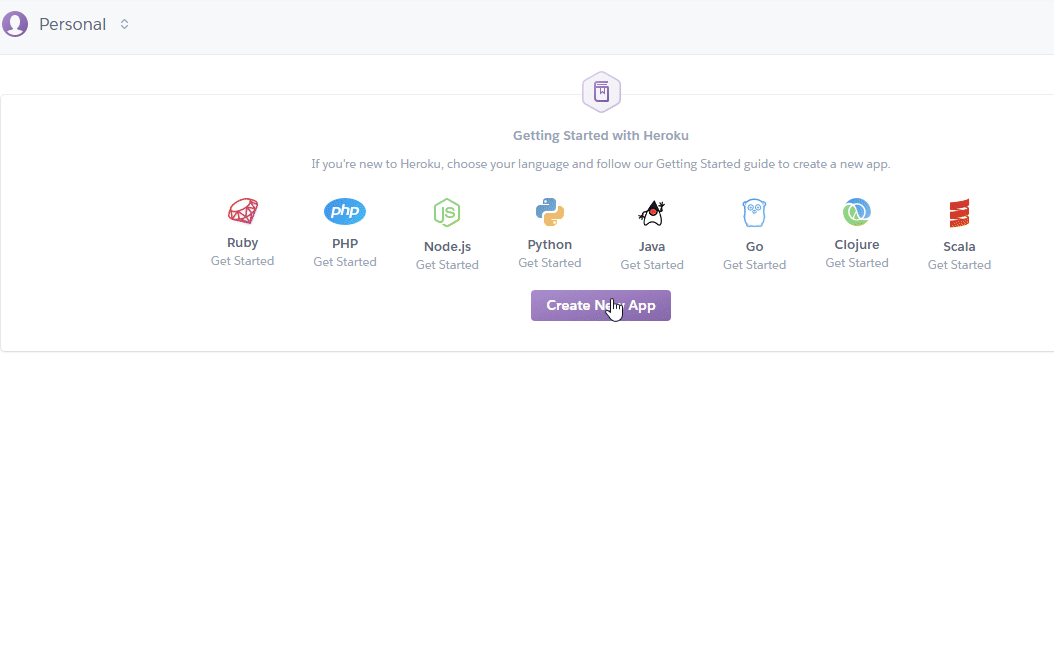 Personal
Getting Started with Heroku
If you're new to Heroku, choose your language and follow our Getting Started guide to create a new app.
php
JS
Ruby
PHP
Node.js
Python
Java
Go
Clojure
Scala
Get Started
Get Started
Get Started
Get Started
Get Started
Get Started
Get Started
Get Started
Create New App